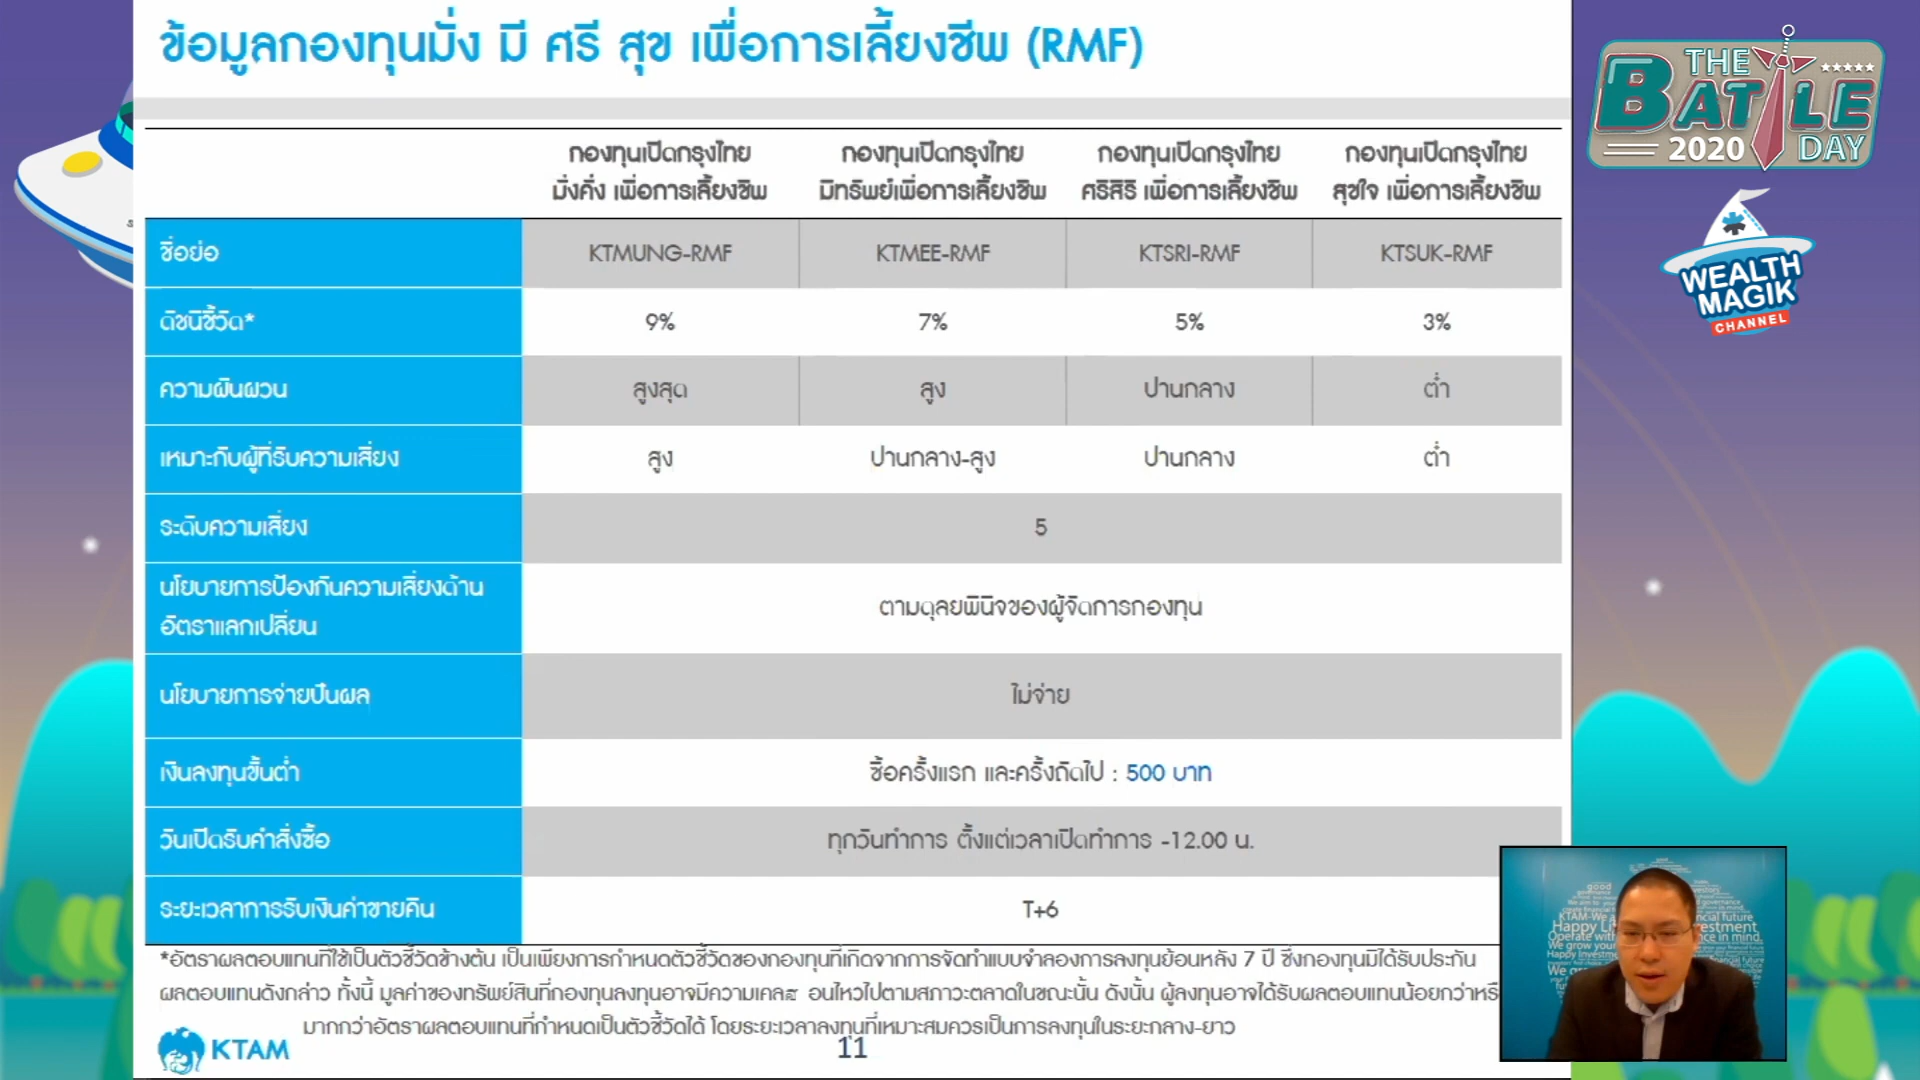 ข้อมูลกองทุนมั่ง มี ศรี สุข เพื่อการเลี้ยงชีพ (RMF)
THE
BATTLE
2020 DAY
WEALTH
MAGIK
CHANNEL
กองทุนเปิดกรุงไทย กองทุนเปิดกรุงไทย กองทุนเปิดกรุงไทย กองทุนเปิดกรุงไทย
มั่งคั่ง เพื่อการเลี้ยงชีพ มีทรัพย์เพื่อการเลี้ยงชีพ ศรีสิริ เพื่อการเลี้ยงชีพ สุขใจ เพื่อการเลี้ยงชีพ
ชื่อย่อ KTMUNG-RMF KTMEE-RMF KTSRI-RMF KTSUK-RMF
ดัชนีชี้วัด* 9% 7% 5% 3%
ความผันผวน สูงสุด สูง ปานกลาง ต่ำ
เหมาะกับผู้ที่รับความเสี่ยง สูง ปานกลาง-สูง ปานกลาง ต่ำ
ระดับความเสี่ยง 5
นโยบายการป้องกันความเสี่ยงด้าน
อัตราแลกเปลี่ยน ตามดุลยพินิจของผู้จัดการกองทุน
นโยบายการจ่ายปันผล ไม่จ่าย
เงินลงทุนขั้นต่ำ ซื้อครั้งแรก และครั้งถัดไป : 500 บาท
วันเปิดรับคำสั่งซื้อ ทุกวันทำการ ตั้งแต่เวลาเปิดทำการ -12.00 น.
ระยะเวลาการรับเงินค่าขายคืน T+6
*อัตราผลตอบแทนที่ใช้เป็นตัวชี้วัดข้างต้น เป็นเพียงการกำหนดตัวชี้วัดของกองทุนที่เกิดจากการจัดทำแบบจำลองการลงทุนย้อนหลัง 7 ปี ซึ่งกองทุนมิได้รับประกัน
ผลตอบแทนดังกล่าว ทั้งนี้ มูลค่าของทรัพย์สินที่กองทุนลงทุนอาจมีความเคลื่อนไหวไปตามสภาวะตลาดในขณะนั้น ดังนั้น ผู้ลงทุนอาจได้รับผลตอบแทนน้อยกว่าหรื
มากกว่าอัตราผลตอบแทนที่กำหนดเป็นตัวชี้วัดได้ โดยระยะเวลาลงทุนที่เหมาะสมควรเป็นการลงทุนในระยะกลาง-ยาว
KTAM
11